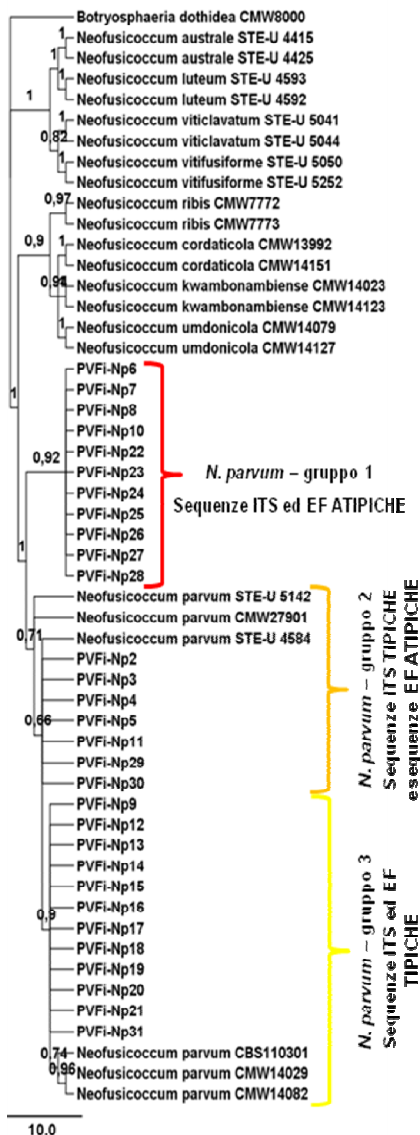 Botryosphaeria dothidea CMW8000
1
Neofusicoccum australe STE-U 4415
Neofusicoccum australe STE-U 4425
1
1
Neofusicoccum luteum STE-U 4593
Neofusicoccum luteum STE-U 4592
1
1
Neofusicoccum viticlavatum STE-U 5041
0,82
Neofusicoccum viticlavatum STE-U 5044
1
Neofusicoccum vitifusiforme STE-U 5050
Neofusicoccum vitifusiforme STE-U 5252
0,97
Neofusicoccum ribis CMW7772
Neofusicoccum ribis CMW7773
0,9
1
Neofusicoccum cordaticola CMW13992
Neofusicoccum cordaticola CMW14151
Neofusicoccum kwambonambiense CMW14023
Neofusicoccum kwambonambiense CMW14123
1
Neofusicoccum umdonicola CMW14079
Neofusicoccum umdonicola CMW14127
PVFi-Np6
PVFi-Np7
1
PVFi-Np8
PVFi-Np10
PVFi-Np22
0,92
PVFi-Np23
PVFi-Np24
PVFi-Np25
PVFi-Np26
PVFi-Np27
PVFi-Np28
N. parvum – gruppo 1
Sequenze ITS ed EF ATIPICHE
1
Neofusicoccum parvum STE-U 5142
Neofusicoccum parvum CMW27901
0,71
Neofusicoccum parvum STE-U 4584
PVFi-Np2
PVFi-Np3
PVFi-Np4
0,66
PVFi-Np5
PVFi-Np11
PVFi-Np29
PVFi-Np30
N. parvum – gruppo 2
Sequenze ITS TIPICHE
e sequenze EF ATIPICHE
PVFi-Np9
PVFi-Np12
PVFi-Np13
PVFi-Np14
PVFi-Np15
PVFi-Np16
0,9
PVFi-Np17
PVFi-Np18
PVFi-Np19
PVFi-Np20
PVFi-Np21
PVFi-Np31
0,74
Neofusicoccum parvum CBS110301
0,96
Neofusicoccum parvum CMW14029
Neofusicoccum parvum CMW14082
N. parvum – gruppo 3
Sequenze ITS ed EF
TIPICHE
10.0